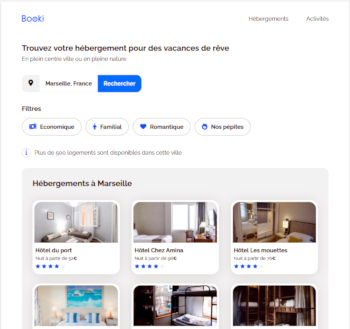 Booki
Hébergements Activités
Trouvez votre hébergement pour des vacances de rêve
En plein centre ville ou en pleine nature
Marseille, France Rechercher
Filtres
Economique Familial Romantique Nos pépites
Plus de 500 logements sont disponibles dans cette ville
Hébergements à Marseille
Hôtel du port Hôtel Chez Amina Hôtel Les mouettes
Nuit à partir de 52€ Nuit à partir de 96€ Nuit à partir de 76€